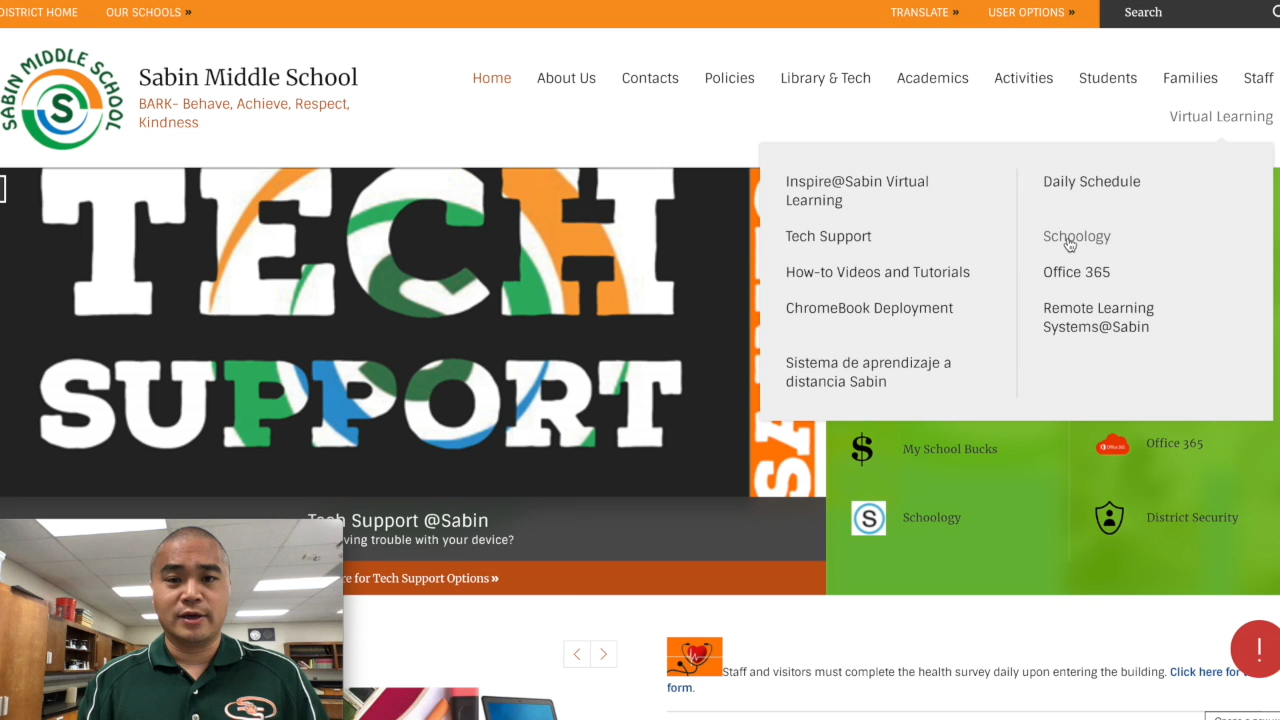 DISTRICT HOME
OUR SCHOOLS »
TRANSLATE »
USER OPTIONS »
Search
SABIN MIDDLE SCHOOL
S
Sabin Middle School
BARK- Behave, Achieve, Respect,
Kindness
Home
About Us
Contacts
Policies
Library & Tech
Academics
Activities
Students
Families
Staff
Virtual Learning
Inspire@Sabin Virtual
Learning
Tech Support
How-to Videos and Tutorials
ChromeBook Deployment
Sistema de aprendizaje a
distancia Sabin
Daily Schedule
Schoology
Office 365
Remote Learning
Systems@Sabin
TECH
SUPPORT
My School Bucks
Office 365
S
Schoology
District Security
Tech Support @Sabin
ving trouble with your device?
re for Tech Support Options »
Staff and visitors must complete the health survey daily upon entering the building. Click here for
form.
!